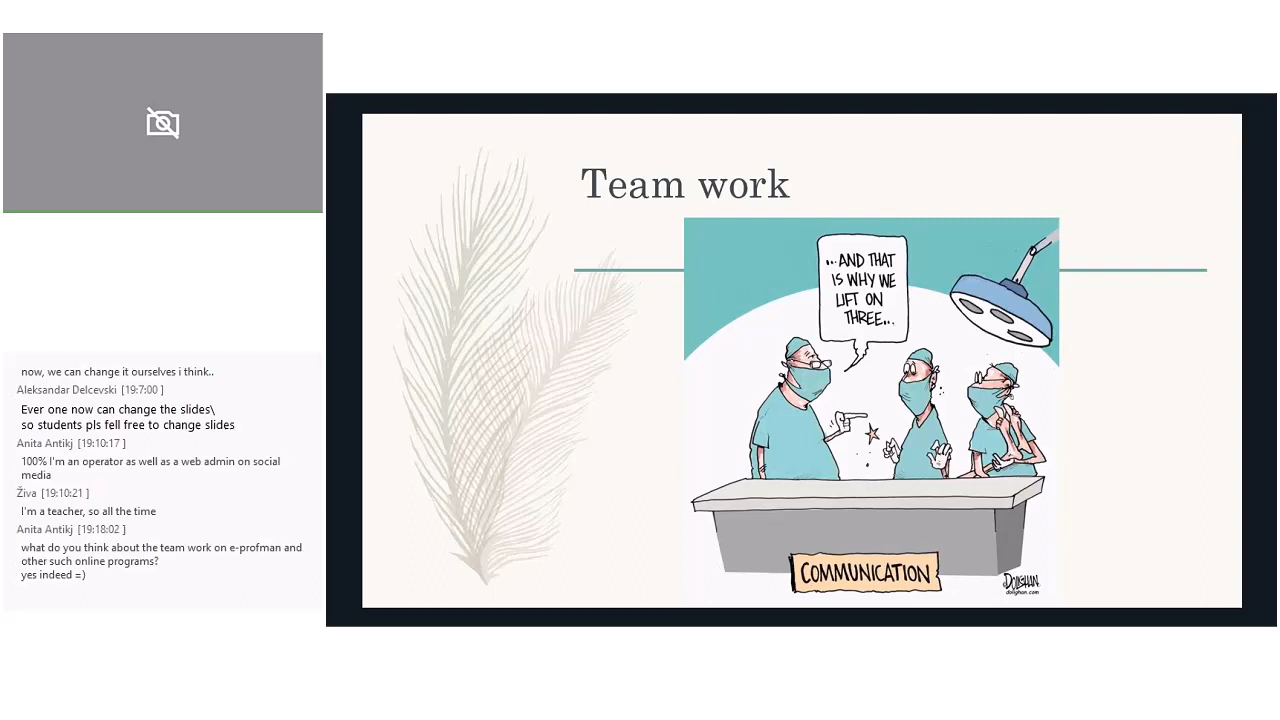 now, we can change it ourselves i think..
Aleksandar Delcevski [19:7:00 ]
Ever one now can change the slides\
so students pls fell free to change slides
Anita Antikj [19:10:17 ]
100% I'm an operator as well as a web admin on social
media
Živa [19:10:21 ]
I'm a teacher, so all the time
Anita Antikj [19:18:02 ]
what do you think about the team work on e-profman and
other such online programs?
yes indeed =)
Team work
...AND THAT
IS WHY WE
LIFT ON
THREE...
COMMUNICATION
DOLIGHAN
dolighan.com